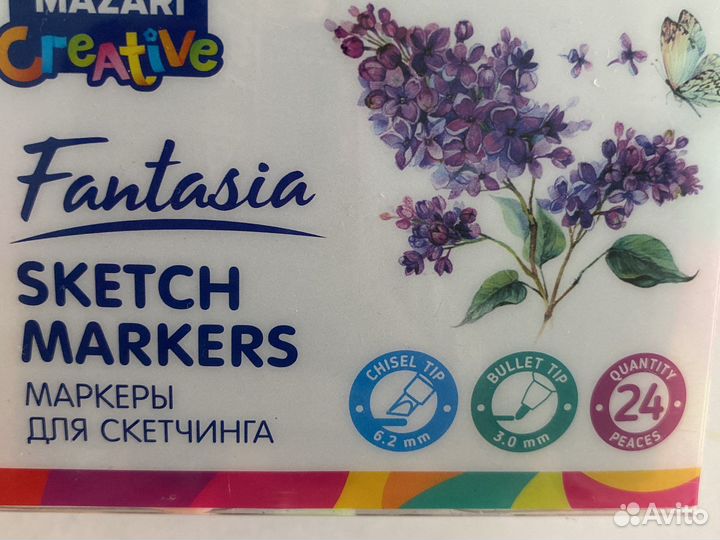 MAZARI
Creative
Fantasia
SKETCH
MARKERS
МАРКЕРЫ
ДЛЯ СКЕТЧИНГА
CHISEL TIP
6.2 mm
BULLET TIP
3.0 mm
QUANTITY
24
PEACES
Avito